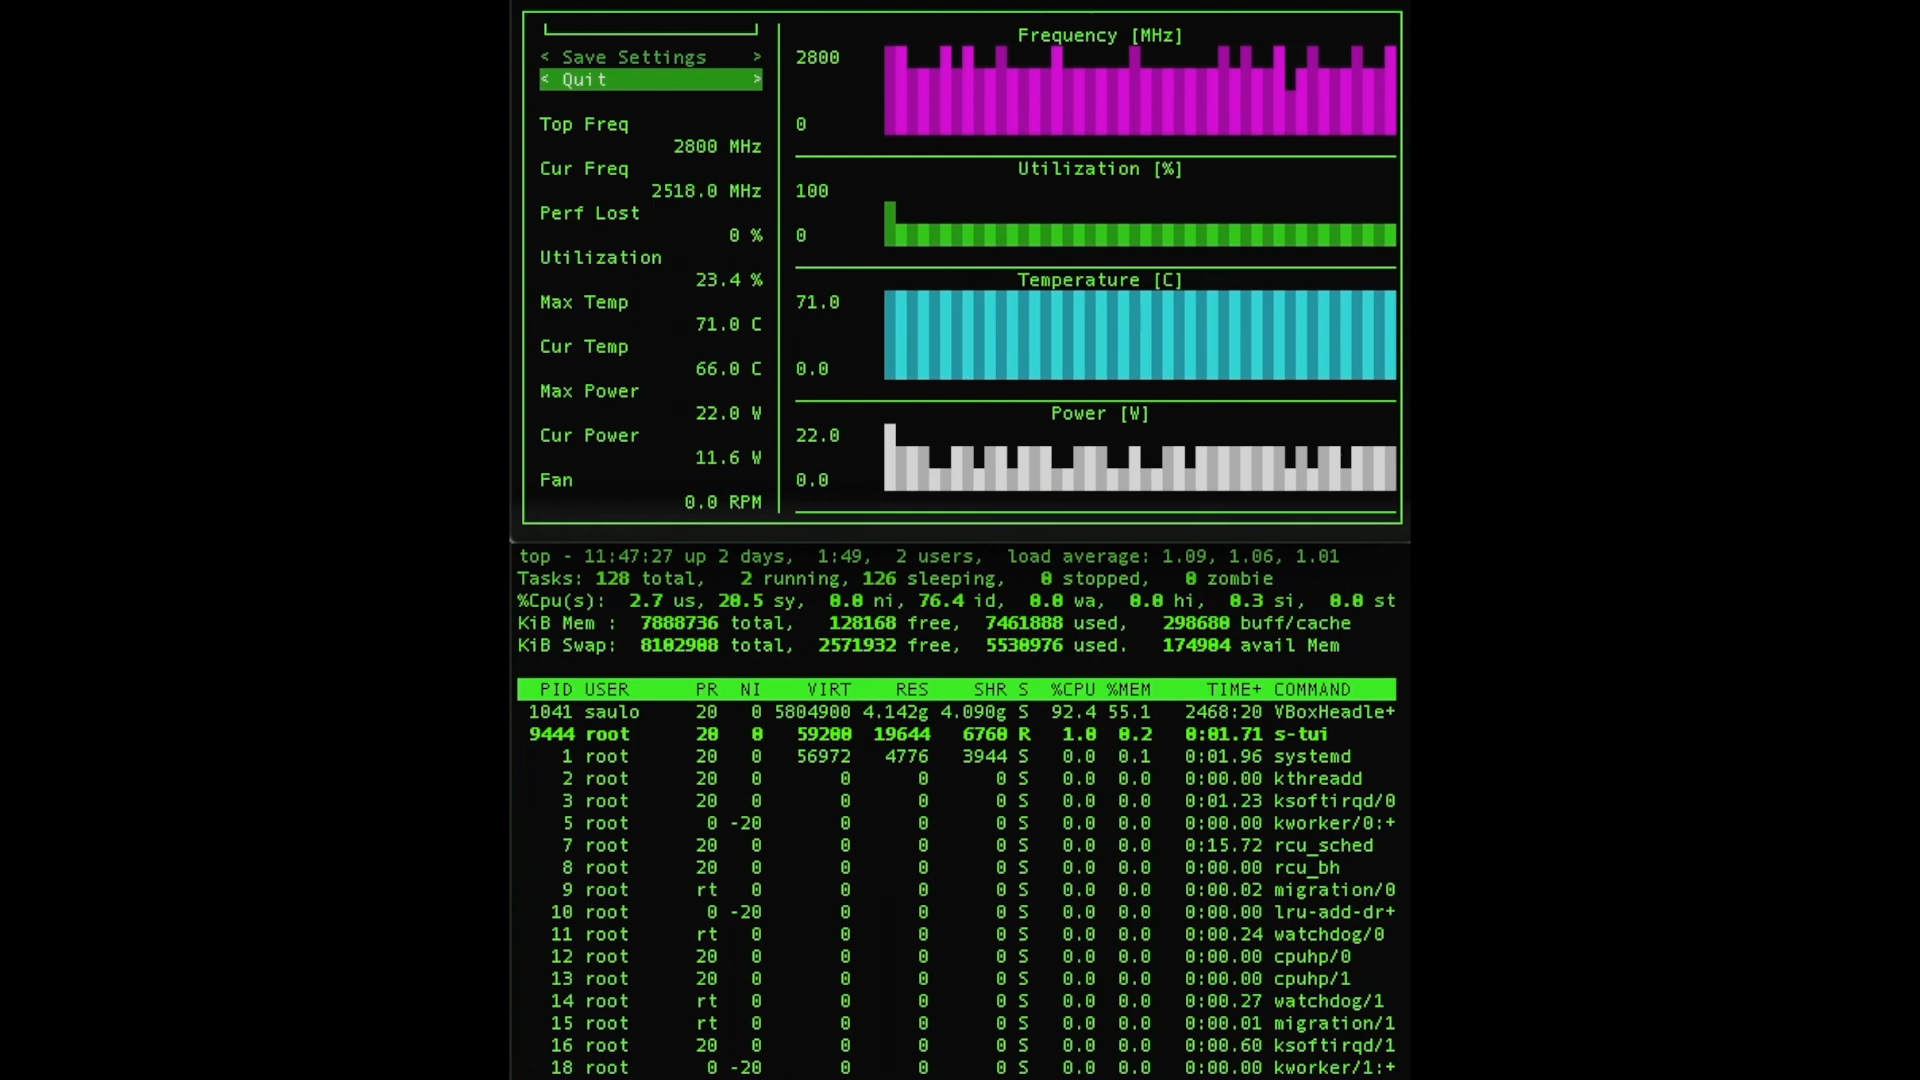 < Save Settings >
< Quit >
Top Freq
2800 MHz
Cur Freq
2518.0 MHz
Perf Lost
0 %
Utilization
23.4 %
Max Temp
71.0 C
Cur Temp
66.0 C
Max Power
22.0 W
Cur Power
11.6 W
Fan
0.0 RPM
Frequency [MHz]
2800
0
Utilization [%]
100
0
Temperature [C]
71.0
0.0
Power [W]
22.0
0.0
top - 11:47:27 up 2 days, 1:49, 2 users, load average: 1.09, 1.06, 1.01
Tasks: 128 total, 2 running, 126 sleeping, 0 stopped, 0 zombie
%Cpu(s): 2.7 us, 20.5 sy, 0.0 ni, 76.4 id, 0.0 wa, 0.0 hi, 0.3 si, 0.0 st
KiB Mem : 7888736 total, 128168 free, 7461888 used, 298680 buff/cache
KiB Swap: 8102908 total, 2571932 free, 5530976 used. 174904 avail Mem
PID USER PR NI VIRT RES SHR S %CPU %MEM TIME+ COMMAND
1041 saulo 20 0 5804900 4.142g 4.090g S 92.4 55.1 2468:20 VBoxHeadle+
9444 root 20 0 59200 19644 6760 R 1.0 0.2 0:01.71 s-tui
1 root 20 0 56972 4776 3944 S 0.0 0.1 0:01.96 systemd
2 root 20 0 0 0 0 S 0.0 0.0 0:00.00 kthreadd
3 root 20 0 0 0 0 S 0.0 0.0 0:01.23 ksoftirqd/0
5 root 0 -20 0 0 0 S 0.0 0.0 0:00.00 kworker/0:+
7 root 20 0 0 0 0 S 0.0 0.0 0:15.72 rcu_sched
8 root 20 0 0 0 0 S 0.0 0.0 0:00.00 rcu_bh
9 root rt 0 0 0 0 S 0.0 0.0 0:00.02 migration/0
10 root 0 -20 0 0 0 S 0.0 0.0 0:00.00 lru-add-dr+
11 root rt 0 0 0 0 S 0.0 0.0 0:00.24 watchdog/0
12 root 20 0 0 0 0 S 0.0 0.0 0:00.00 cpuhp/0
13 root 20 0 0 0 0 S 0.0 0.0 0:00.00 cpuhp/1
14 root rt 0 0 0 0 S 0.0 0.0 0:00.27 watchdog/1
15 root rt 0 0 0 0 S 0.0 0.0 0:00.01 migration/1
16 root 20 0 0 0 0 S 0.0 0.0 0:00.60 ksoftirqd/1
18 root 0 -20 0 0 0 S 0.0 0.0 0:00.00 kworker/1:+